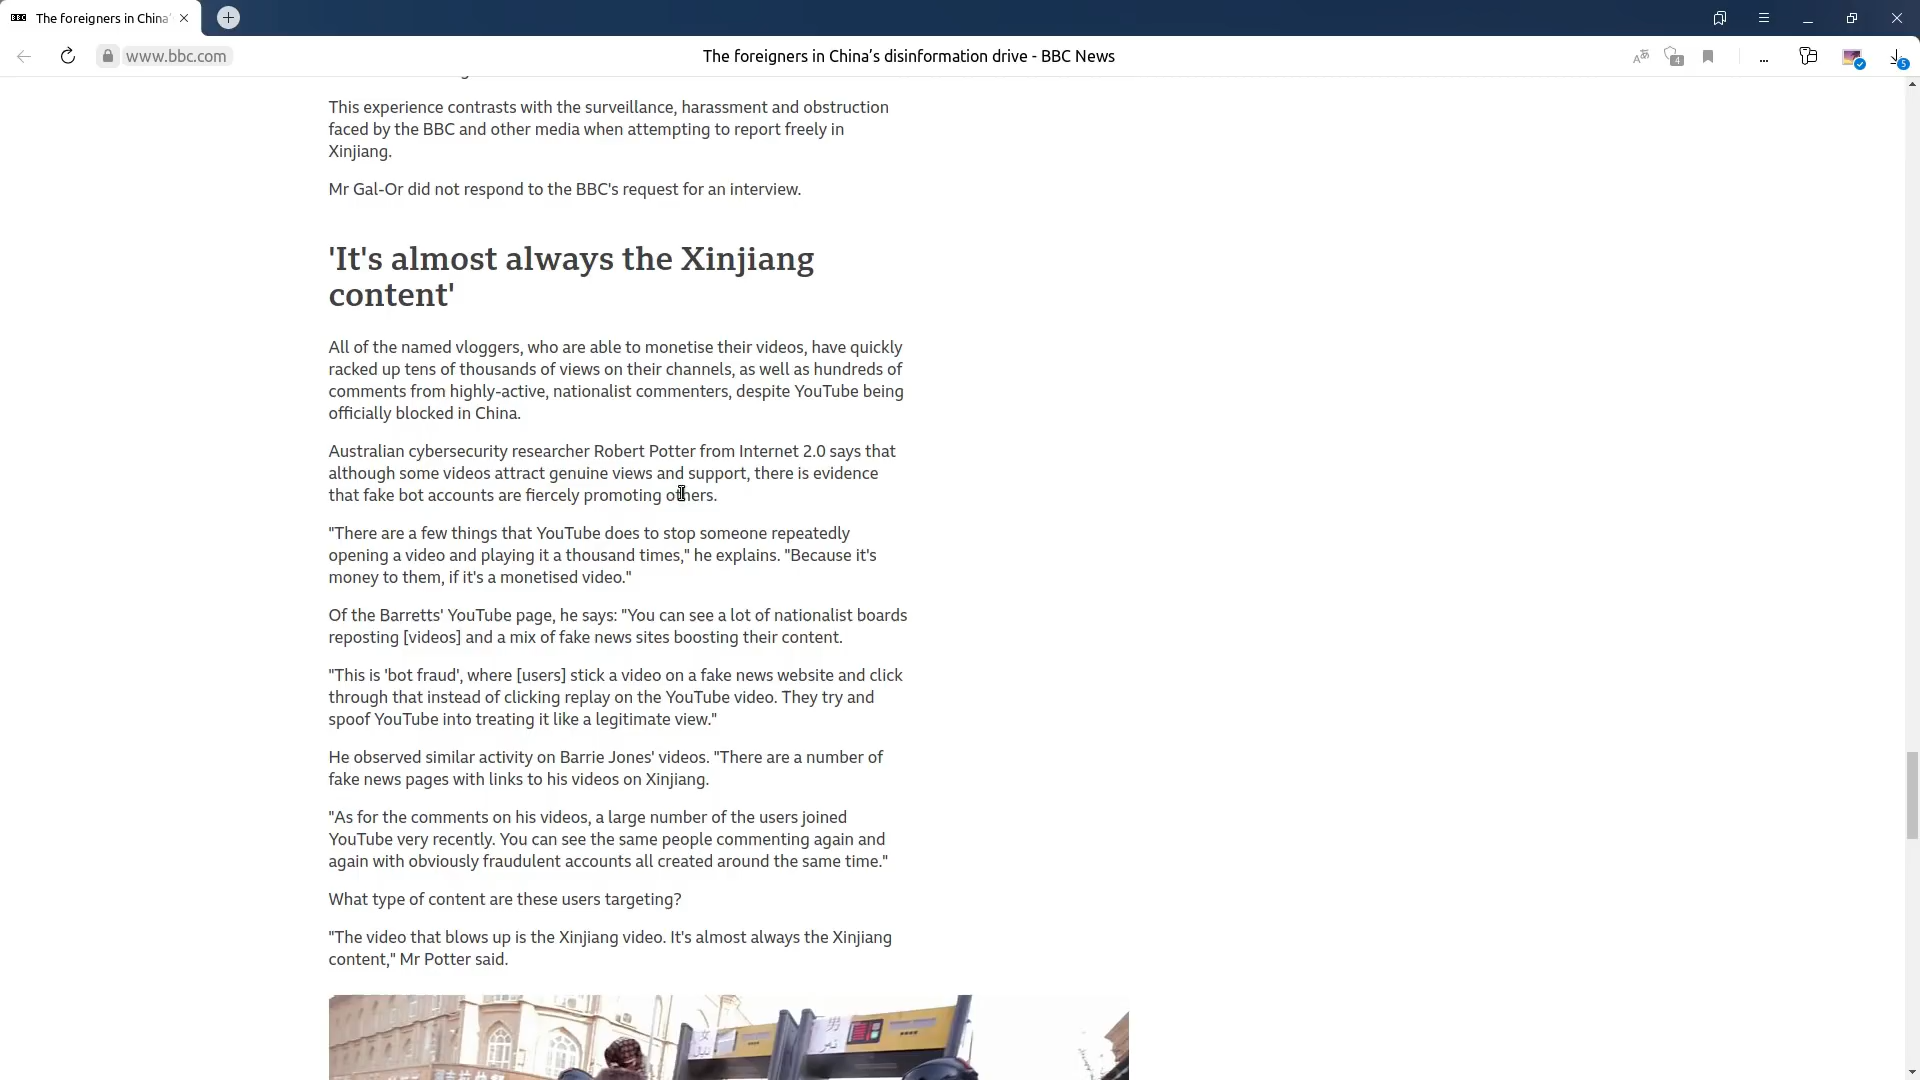 BBC The foreigners in China'
www.bbc.com
The foreigners in China's disinformation drive - BBC News
4
...
5
This experience contrasts with the surveillance, harassment and obstruction
faced by the BBC and other media when attempting to report freely in
Xinjiang.
Mr Gal-Or did not respond to the BBC's request for an interview.
'It's almost always the Xinjiang
content'
All of the named vloggers, who are able to monetise their videos, have quickly
racked up tens of thousands of views on their channels, as well as hundreds of
comments from highly-active, nationalist commenters, despite YouTube being
officially blocked in China.
Australian cybersecurity researcher Robert Potter from Internet 2.0 says that
although some videos attract genuine views and support, there is evidence
that fake bot accounts are fiercely promoting others.
"There are a few things that YouTube does to stop someone repeatedly
opening a video and playing it a thousand times," he explains. "Because it's
money to them, if it's a monetised video."
Of the Barretts' YouTube page, he says: "You can see a lot of nationalist boards
reposting [videos] and a mix of fake news sites boosting their content.
"This is 'bot fraud', where [users] stick a video on a fake news website and click
through that instead of clicking replay on the YouTube video. They try and
spoof YouTube into treating it like a legitimate view."
He observed similar activity on Barrie Jones' videos. "There are a number of
fake news pages with links to his videos on Xinjiang.
"As for the comments on his videos, a large number of the users joined
YouTube very recently. You can see the same people commenting again and
again with obviously fraudulent accounts all created around the same time."
What type of content are these users targeting?
"The video that blows up is the Xinjiang video. It's almost always the Xinjiang
content," Mr Potter said.
女
男